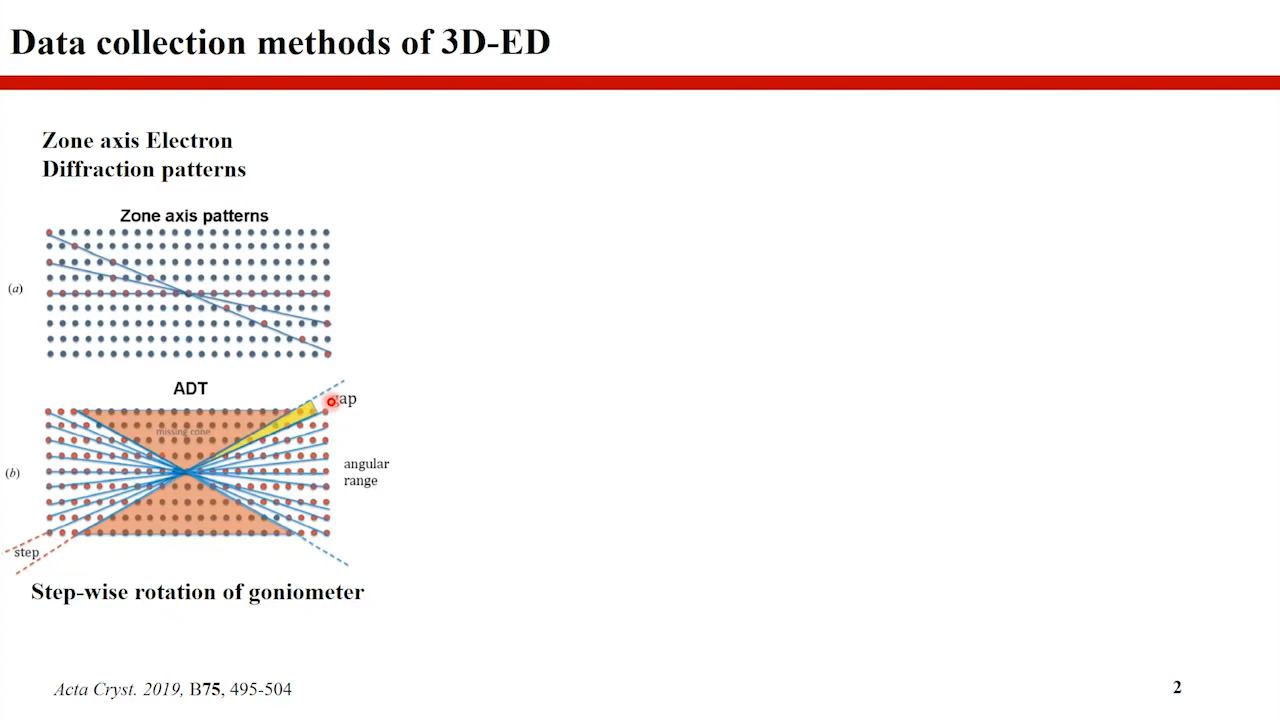 Data collection methods of 3D-ED
Zone axis Electron
Diffraction patterns
Zone axis patterns
(a)
ADT
gap
missing cone
(b)
angular
range
step
Step-wise rotation of goniometer
Acta Cryst. 2019, B75, 495-504
2